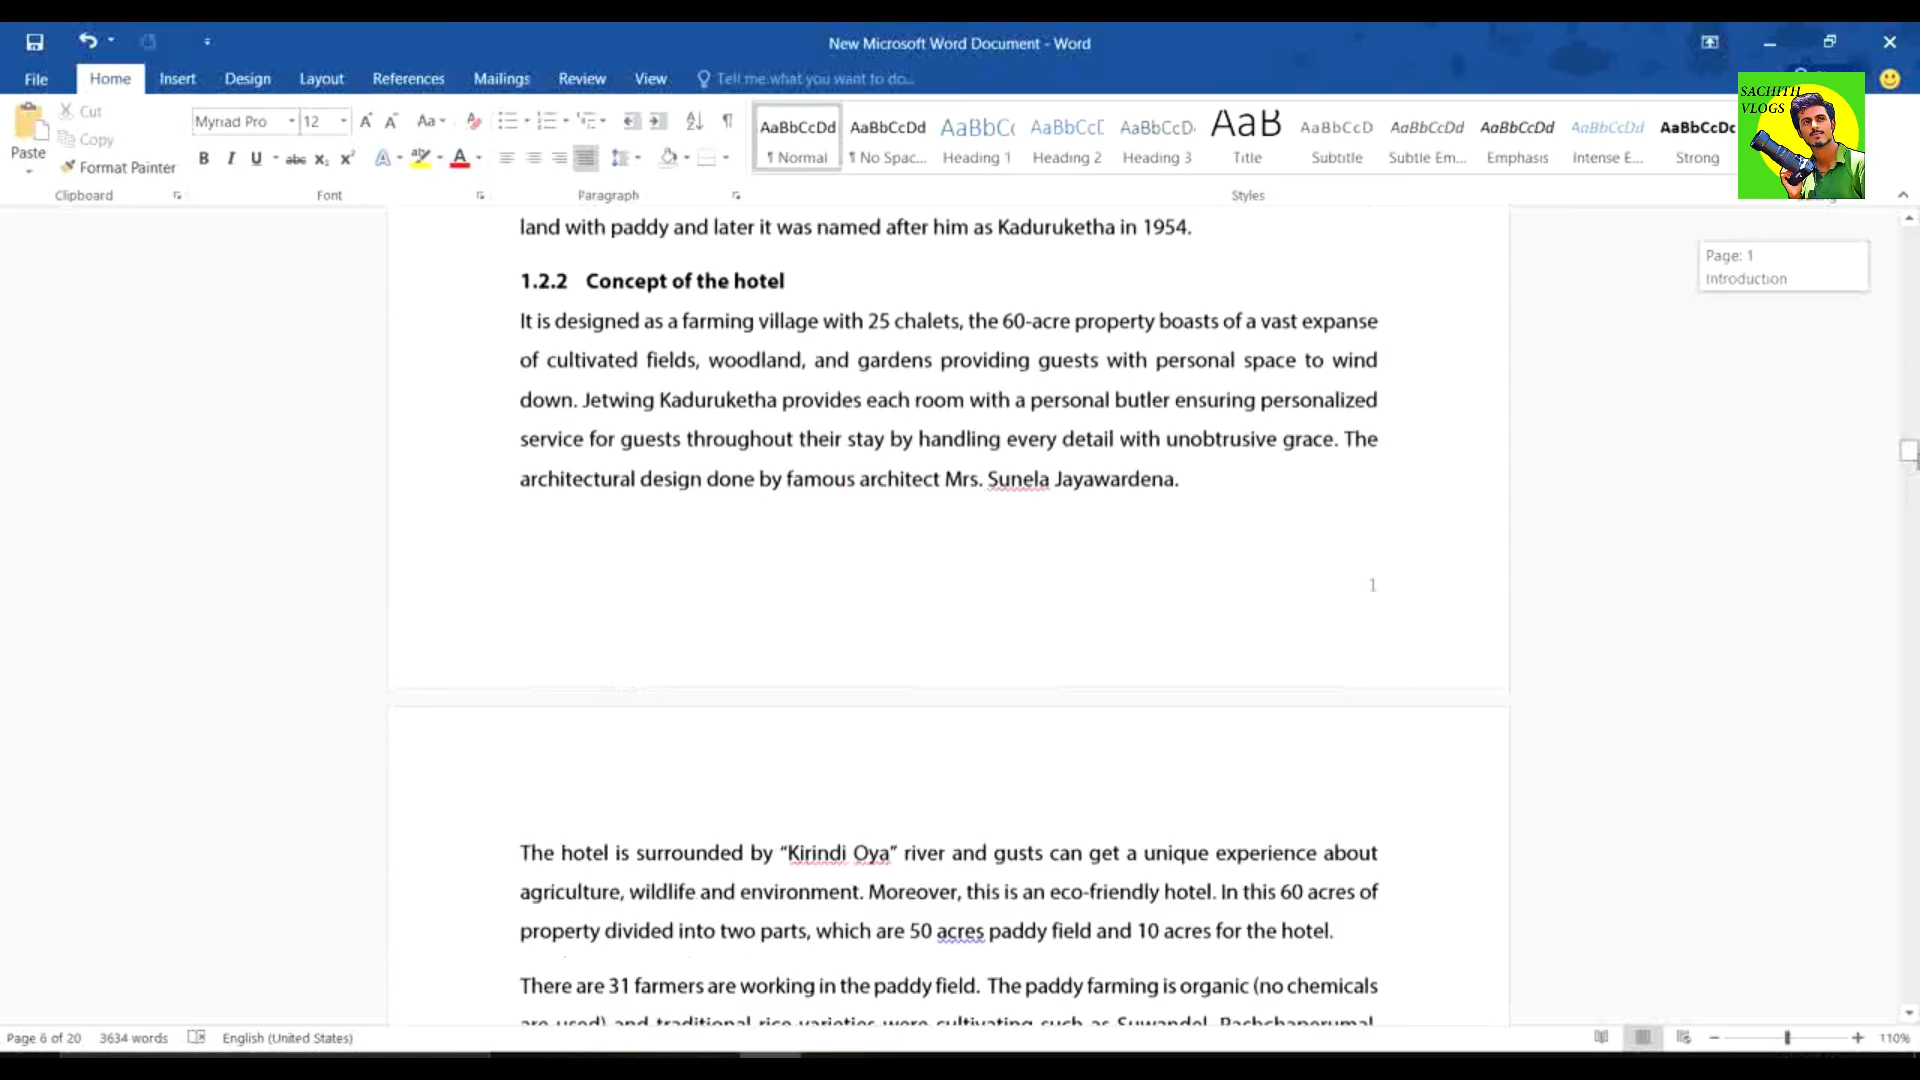 New Microsoft Word Document - Word
File Home Insert Design Layout References Mailings Review View Tell me what you want to do...
SACHITH
VLOGS
Paste
Cut
Copy
Format Painter
Clipboard
Myriad Pro 12
Font
Paragraph
AaBbCcDd AaBbCcDd AaBbC( AaBbCcE AaBbCcD AaB AaBbCcD AaBbCcDd AaBbCcDd AaBbCcDd AaBbCcDc
¶ Normal ¶ No Spac... Heading 1 Heading 2 Heading 3 Title Subtitle Subtle Em... Emphasis Intense E... Strong
Styles
land with paddy and later it was named after him as Kaduruketha in 1954.
Page: 1
Introduction
1.2.2 Concept of the hotel
It is designed as a farming village with 25 chalets, the 60-acre property boasts of a vast expanse
of cultivated fields, woodland, and gardens providing guests with personal space to wind
down. Jetwing Kaduruketha provides each room with a personal butler ensuring personalized
service for guests throughout their stay by handling every detail with unobtrusive grace. The
architectural design done by famous architect Mrs. Sunela Jayawardena.
1
The hotel is surrounded by “Kirindi Oya” river and gusts can get a unique experience about
agriculture, wildlife and environment. Moreover, this is an eco-friendly hotel. In this 60 acres of
property divided into two parts, which are 50 acres paddy field and 10 acres for the hotel.
There are 31 farmers are working in the paddy field. The paddy farming is organic (no chemicals
are used) and traditional rice varieties were cultivating such as Suwandel, Pachchaperumal,
Page 6 of 20 3634 words English (United States) 110%